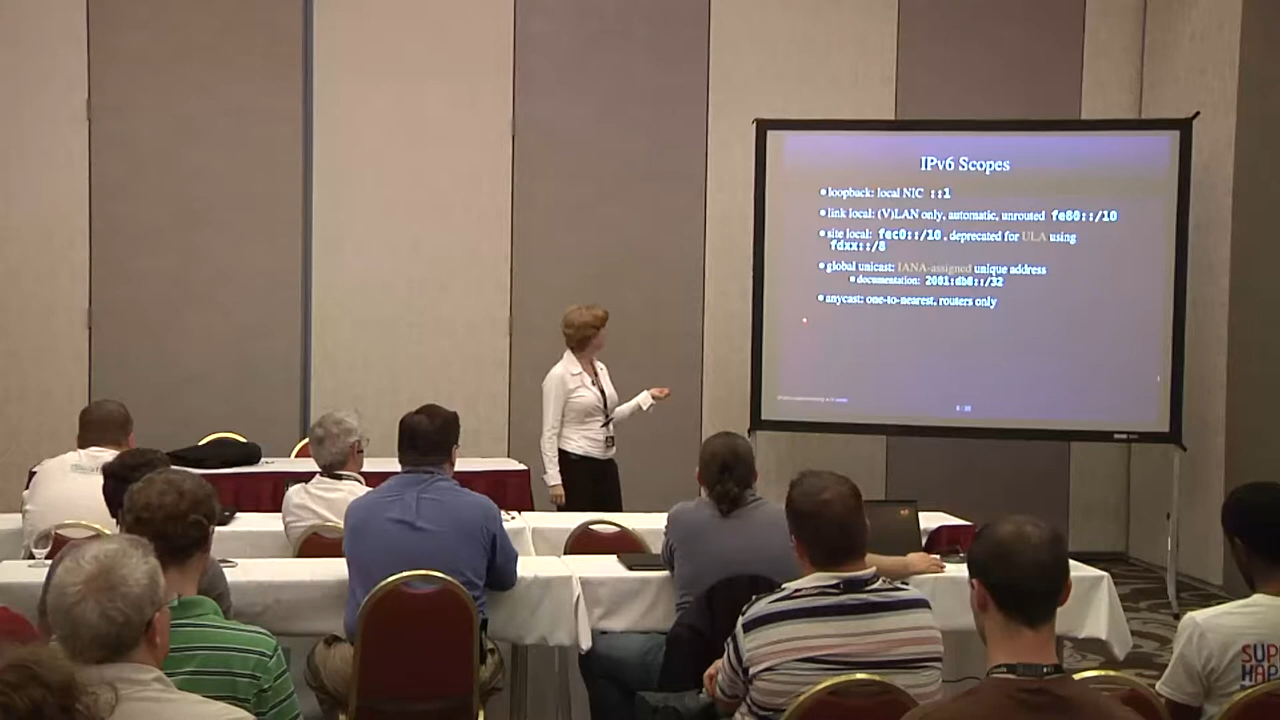 IPv6 Scopes
loopback: local NIC ::1
link local: (V)LAN only, automatic, unrouted fe80::/10
site local: fec0::/10, deprecated for ULA using
fdxx::/8
global unicast: IANA-assigned unique address
documentation: 2001:db8::/32
anycast: one-to-nearest, routers only
SUP
HAP